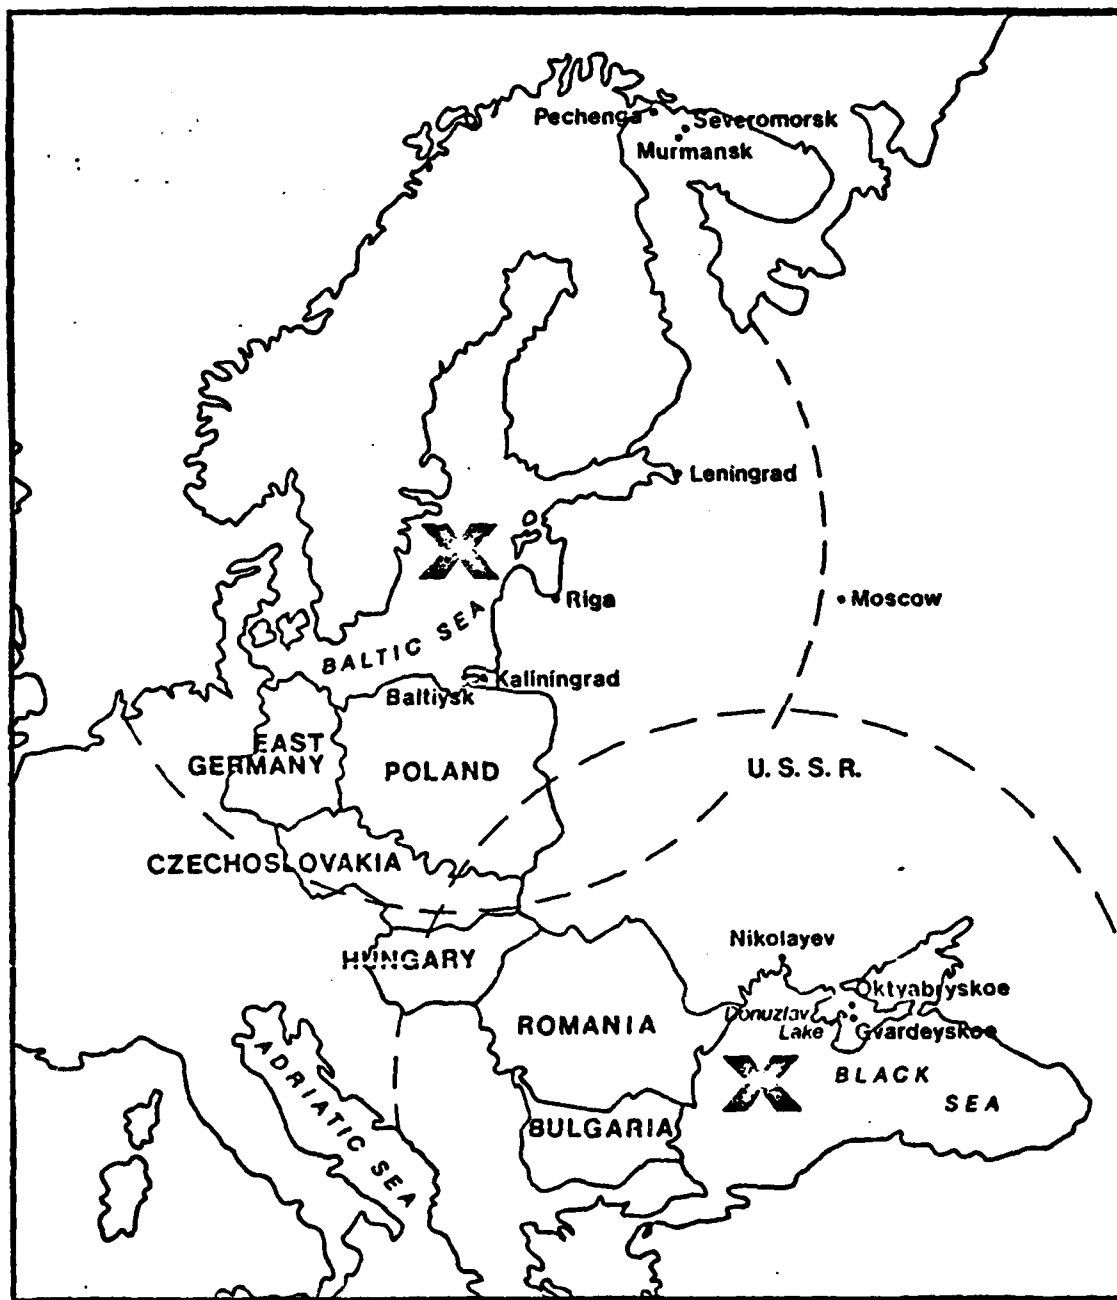 Pechenga
Severomorsk
Murmansk
Leningrad
Riga
Moscow
BALTIC SEA
Kaliningrad
Baltiysk
EAST
GERMANY
POLAND
U. S. S. R.
CZECHOSLOVAKIA
Nikolayev
HUNGARY
Oktyabryskoe
Donuzlav
Lake
Gvardeyskoe
ROMANIA
BLACK
SEA
ADRIATIC SEA
BULGARIA